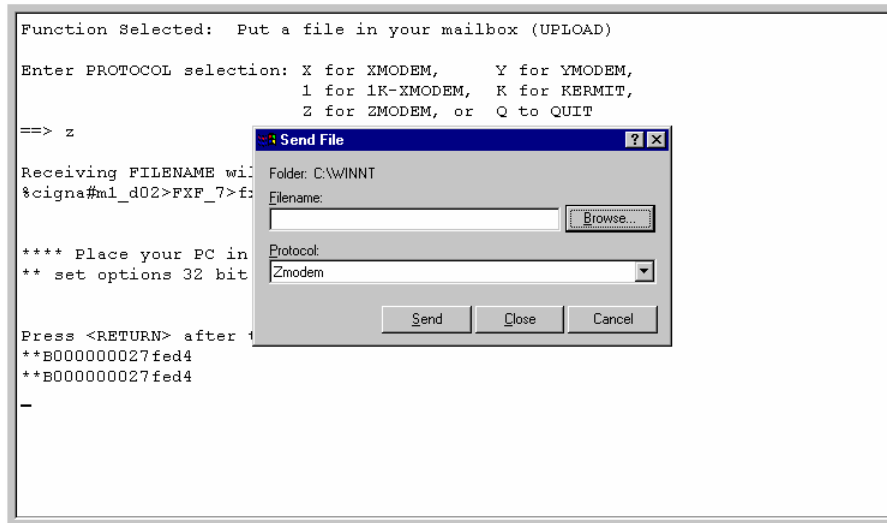 Function Selected:  Put a file in your mailbox (UPLOAD)
Enter PROTOCOL selection: X for XMODEM,     Y for YMODEM,
1 for 1K-XMODEM,  K for KERMIT,
Z for ZMODEM, or  Q to QUIT
==> z
Receiving FILENAME
%cigna#m1_d02>FXF_7>
**** Place your PC in
** set options 32 bit
Press <RETURN> after
**B000000027fed4
**B000000027fed4
Send File
Folder: C:\WINNT
Filename:
Browse...
Protocol:
Zmodem
Send Close Cancel